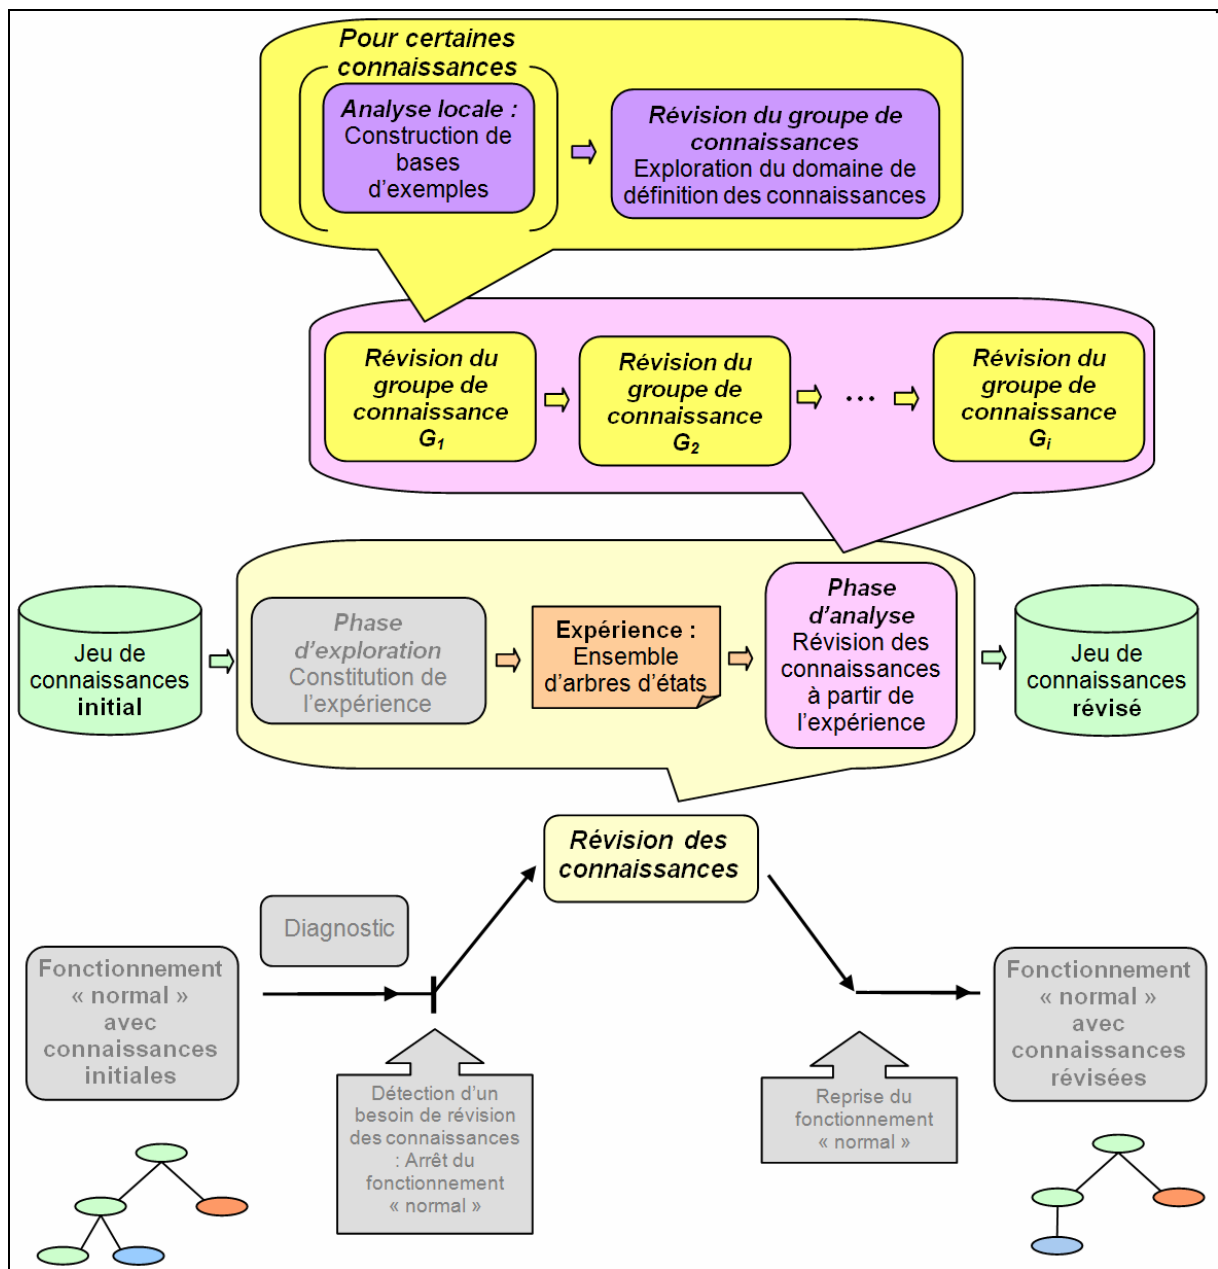 Pour certaines
connaissances
Analyse locale :
Construction de
bases
d’exemples
Révision du groupe de
connaissances
Exploration du domaine de
définition des connaissances
Révision du
groupe de
connaissance
G1
Révision du
groupe de
connaissance
G2
...
Révision du
groupe de
connaissance
Gi
Jeu de
connaissances
initial
Phase
d’exploration
Constitution de
l’expérience
Expérience :
Ensemble
d’arbres d’états
Phase
d’analyse
Révision des
connaissances
à partir de
l’expérience
Jeu de
connaissances
révisé
Révision des
connaissances
Diagnostic
Fonctionnement
« normal »
avec
connaissances
initiales
Détection d’un
besoin de révision
des connaissances
: Arrêt du
fonctionnement
« normal »
Reprise du
fonctionnement
« normal »
Fonctionnement
« normal »
avec
connaissances
révisées